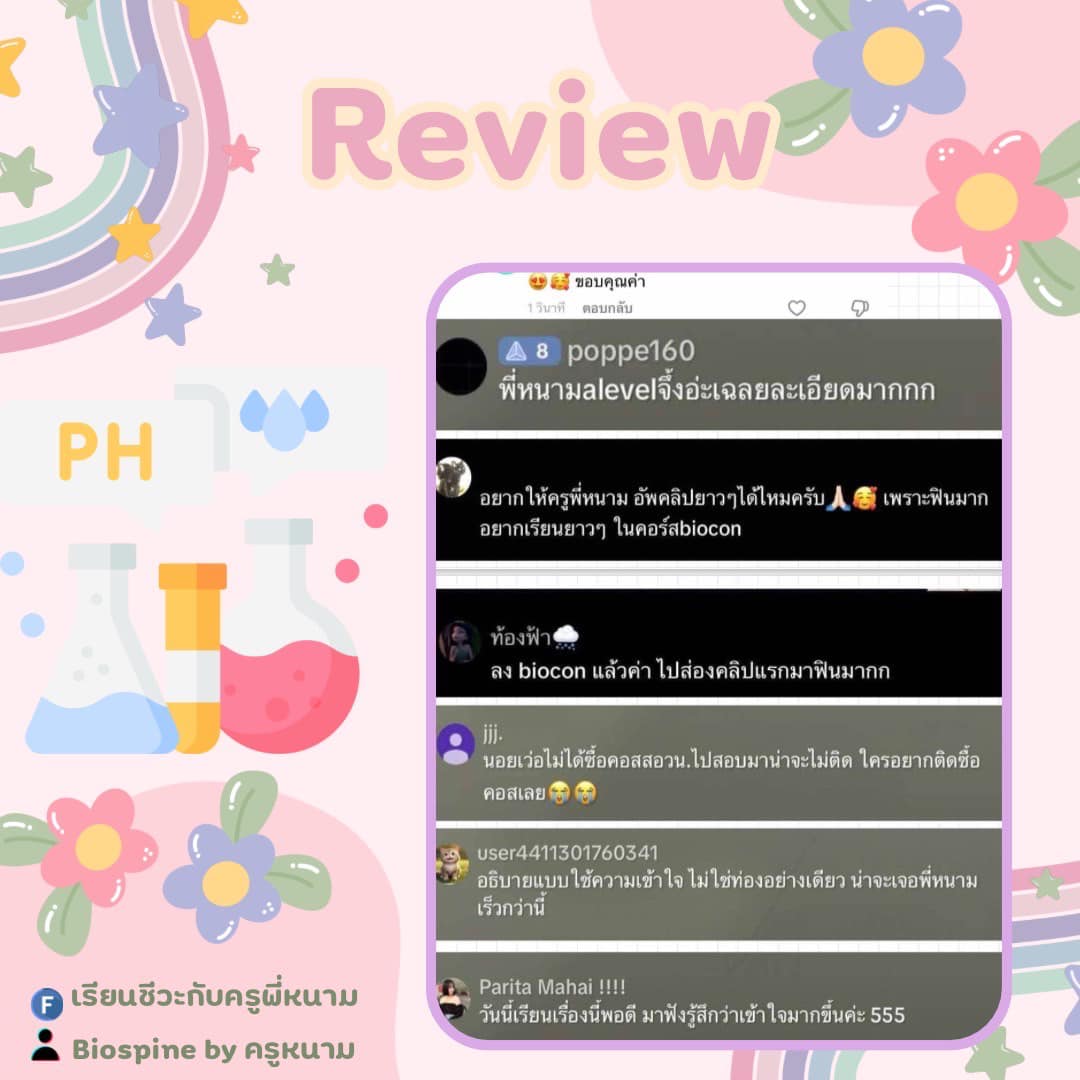 Review
😍🥰 ขอบคุณค่า
1 วินาที ตอบกลับ
8 poppe160
พี่หนามalevelจึ้งอ่ะเฉลยละเอียดมากกก
อยากให้ครูพี่หนาม อัพคลิปยาวๆได้ไหมครับ🙏🏻🥰 เพราะฟินมาก
อยากเรียนยาวๆ ในคอร์สbiocon
ท้องฟ้า🌨️
ลง biocon แล้วค่า ไปส่องคลิปแรกมาฟินมากก
jjj.
นอยเว่อไม่ได้ซื้อคอสสอวน.ไปสอบมาน่าจะไม่ติด ใครอยากติดซื้อ
คอสเลย😭😭
user4411301760341
อธิบายแบบใช้ความเข้าใจ ไม่ใช่ท่องอย่างเดียว น่าจะเจอพี่หนาม
เร็วกว่านี้
Parita Mahai !!!!
วันนี้เรียนเรื่องนี้พอดี มาฟังรู้สึกว่าเข้าใจมากขึ้นค่ะ 555
PH
F เรียนชีวะกับครูพี่หนาม
Biospine by ครูหนาม